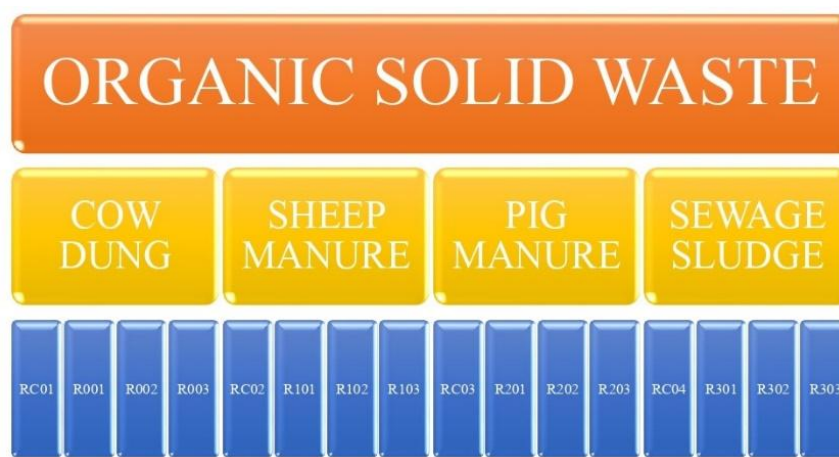 ORGANIC SOLID WASTE
COW
DUNG
SHEEP
MANURE
PIG
MANURE
SEWAGE
SLUDGE
RC01 R001 R002 R003 RC02 R101 R102 R103 RC03 R201 R202 R203 RC04 R301 R302 R303